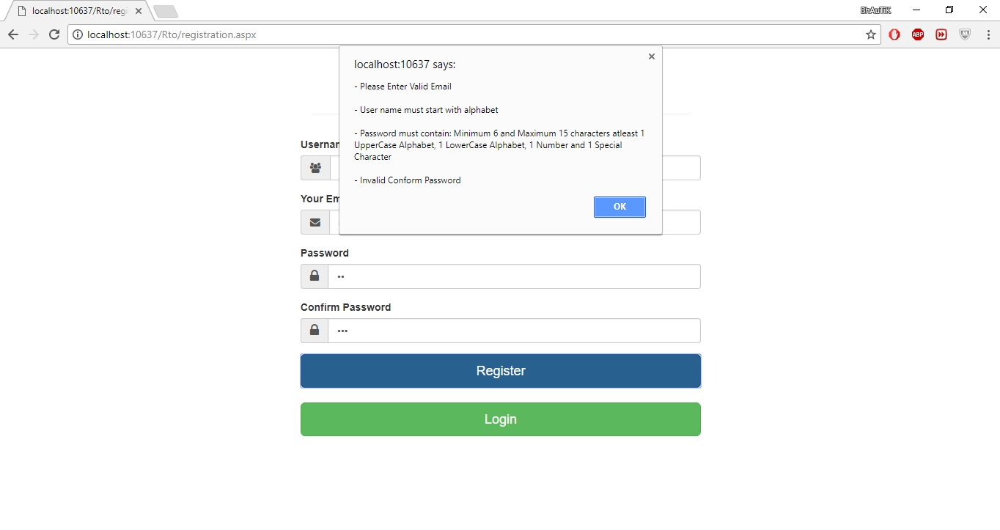 localhost:10637/Rto/regi
BhAuTiK
localhost:10637/Rto/registration.aspx
ABP
localhost:10637 says:
- Please Enter Valid Email
- User name must start with alphabet
- Password must contain: Minimum 6 and Maximum 15 characters atleast 1
UpperCase Alphabet, 1 LowerCase Alphabet, 1 Number and 1 Special
Character
- Invalid Conform Password
OK
Usernam
Your Em
Password
••
Confirm Password
•••
Register
Login